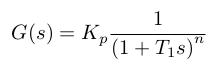 G(s) = K_p \frac{1}{(1 + T_1 s)^n}